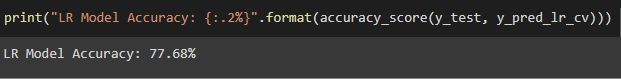 print("LR Model Accuracy: {:.2%}".format(accuracy_score(y_test, y_pred_lr_cv)))
LR Model Accuracy: 77.68%